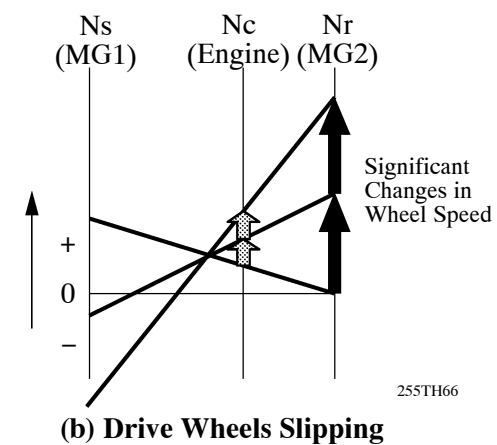 Ns Nc Nr
(MG1) (Engine) (MG2)
Significant
Changes in
Wheel Speed
+
0
−
255TH66
(b) Drive Wheels Slipping